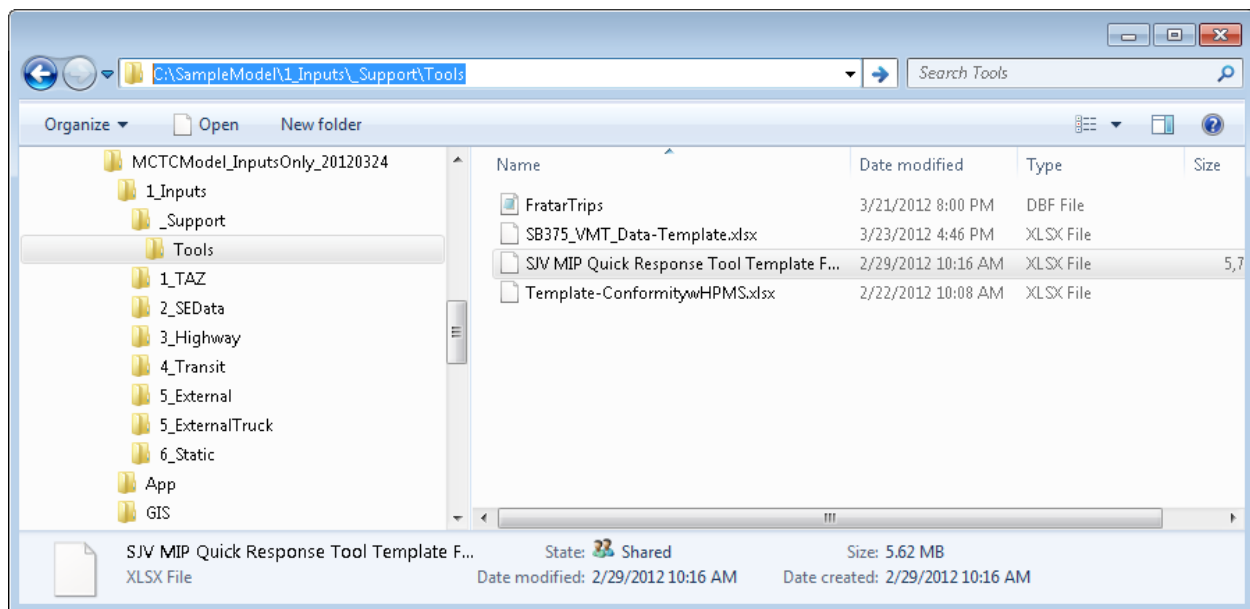 C:\SampleModel\1_Inputs\_Support\Tools
Search Tools
Organize
Open
New folder
MCTCModel_InputsOnly_20120324
1_Inputs
_Support
Tools
1_TAZ
2_SEData
3_Highway
4_Transit
5_External
5_ExternalTruck
6_Static
App
GIS
Name Date modified Type Size
FratarTrips 3/21/2012 8:00 PM DBF File
SB375_VMT_Data-Template.xlsx 3/23/2012 4:46 PM XLSX File
SJV MIP Quick Response Tool Template F... 2/29/2012 10:16 AM XLSX File 5,7
Template-ConformitywHPMS.xlsx 2/22/2012 10:08 AM XLSX File
SJV MIP Quick Response Tool Template F... State: Shared Size: 5.62 MB
XLSX File Date modified: 2/29/2012 10:16 AM Date created: 2/29/2012 10:16 AM